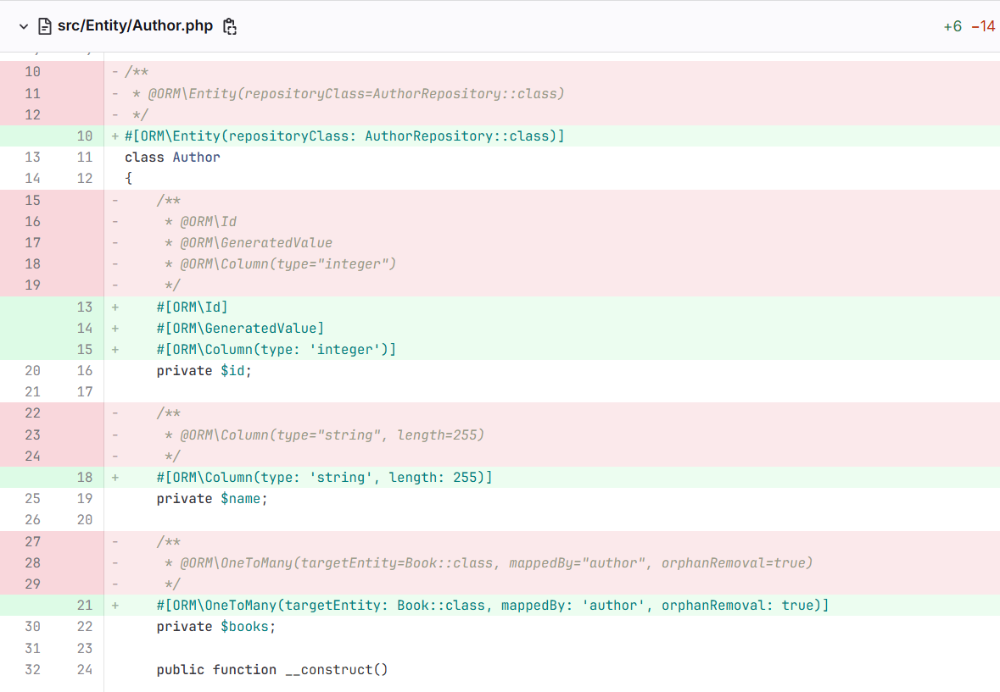 src/Entity/Author.php +6 −14
10 - /**
11 - * @ORM\Entity(repositoryClass=AuthorRepository::class)
12 - */
10 + #[ORM\Entity(repositoryClass: AuthorRepository::class)]
13 11 class Author
14 12 {
15 - /**
16 - * @ORM\Id
17 - * @ORM\GeneratedValue
18 - * @ORM\Column(type="integer")
19 - */
13 + #[ORM\Id]
14 + #[ORM\GeneratedValue]
15 + #[ORM\Column(type: 'integer')]
20 16 private $id;
21 17
22 - /**
23 - * @ORM\Column(type="string", length=255)
24 - */
18 + #[ORM\Column(type: 'string', length: 255)]
25 19 private $name;
26 20
27 - /**
28 - * @ORM\OneToMany(targetEntity=Book::class, mappedBy="author", orphanRemoval=true)
29 - */
21 + #[ORM\OneToMany(targetEntity: Book::class, mappedBy: 'author', orphanRemoval: true)]
30 22 private $books;
31 23
32 24 public function __construct()